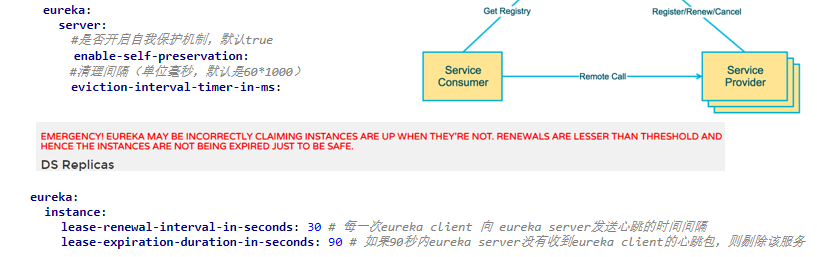 eureka:
server:
#是否开启自我保护机制，默认true
enable-self-preservation:
#清理间隔（单位毫秒，默认是60*1000）
eviction-interval-timer-in-ms:
Get Registry
Register/Renew/Cancel
Service
Consumer
Remote Call
Service
Provider
EMERGENCY! EUREKA MAY BE INCORRECTLY CLAIMING INSTANCES ARE UP WHEN THEY'RE NOT. RENEWALS ARE LESSER THAN THRESHOLD AND
HENCE THE INSTANCES ARE NOT BEING EXPIRED JUST TO BE SAFE.
DS Replicas
eureka:
instance:
lease-renewal-interval-in-seconds: 30 # 每一次eureka client 向 eureka server发送心跳的时间间隔
lease-expiration-duration-in-seconds: 90 # 如果90秒内eureka server没有收到eureka client的心跳包，则剔除该服务